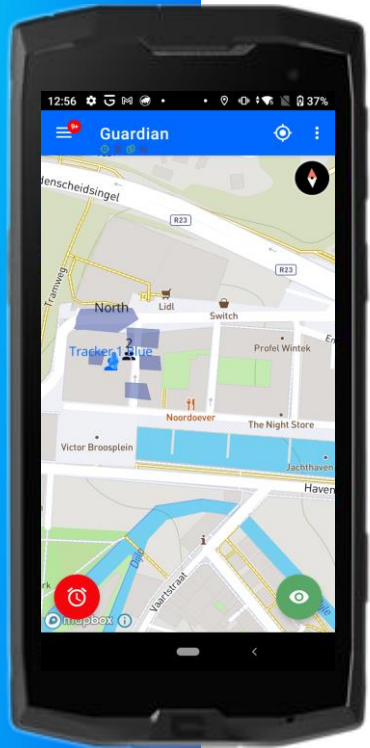 12:56
37%
9+
Guardian
denscheidsingel
R23
R23
Tramweg
North
Lidl
Switch
2
Tracker 1 Blue
Profel Wintek
Noordoever
The Night Store
Victor Broosplein
Jachthaven
Haven
i
Dijle
Vaartstraat
mapbox